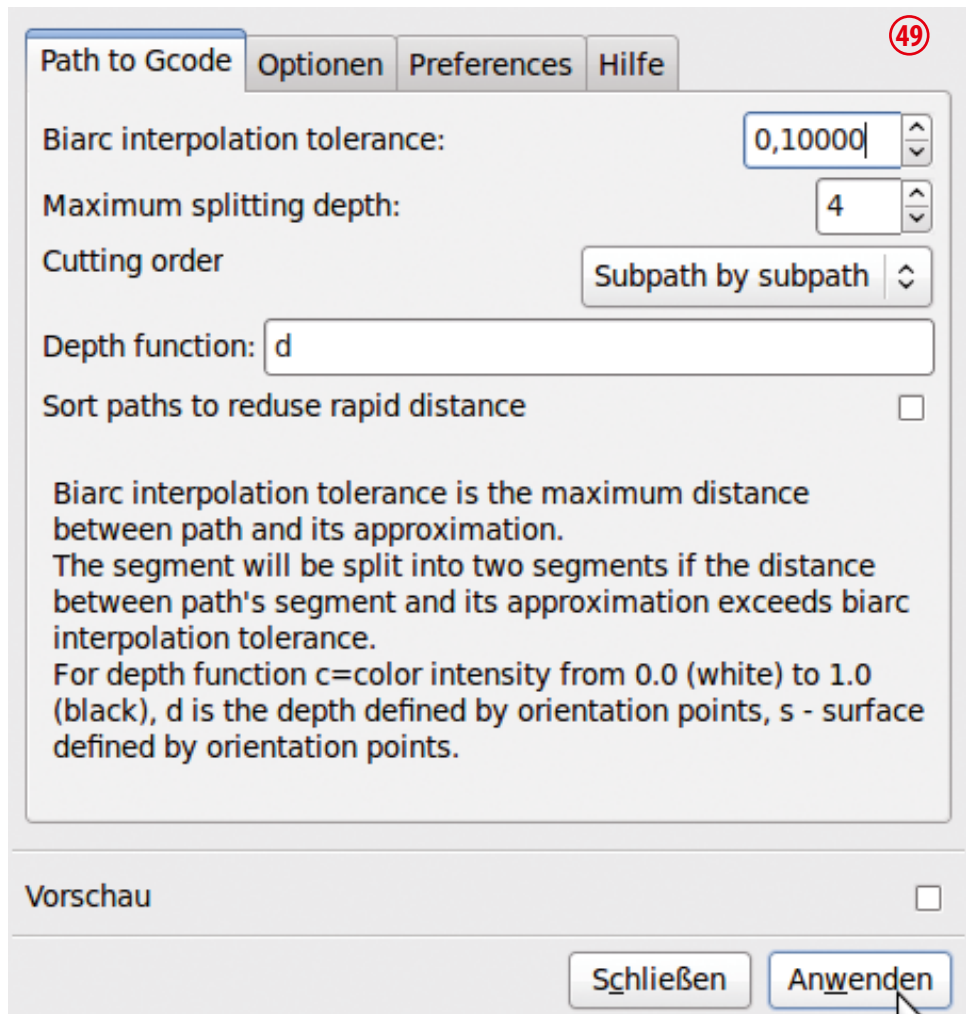 49
Path to Gcode Optionen Preferences Hilfe
Biarc interpolation tolerance: 0,10000
Maximum splitting depth: 4
Cutting order Subpath by subpath
Depth function: d
Sort paths to reduse rapid distance
Biarc interpolation tolerance is the maximum distance
between path and its approximation.
The segment will be split into two segments if the distance
between path's segment and its approximation exceeds biarc
interpolation tolerance.
For depth function c=color intensity from 0.0 (white) to 1.0
(black), d is the depth defined by orientation points, s - surface
defined by orientation points.
Vorschau
Schließen Anwenden